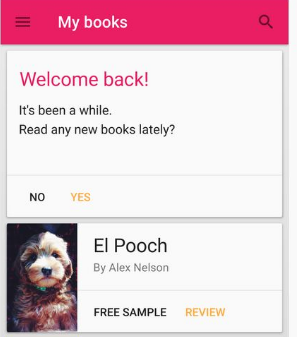 My books
Welcome back!
It's been a while.
Read any new books lately?
NO YES
El Pooch
By Alex Nelson
FREE SAMPLE REVIEW